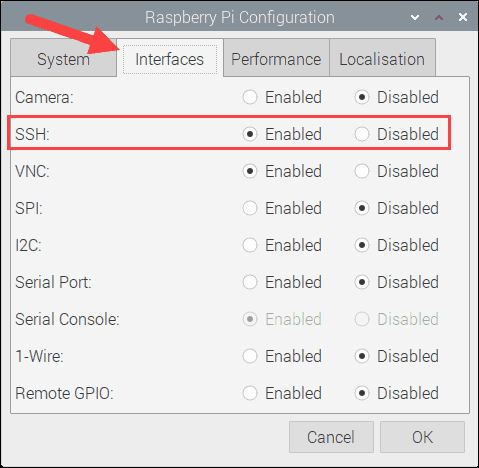 Raspberry Pi Configuration
System Interfaces Performance Localisation
Camera: Enabled Disabled
SSH: Enabled Disabled
VNC: Enabled Disabled
SPI: Enabled Disabled
I2C: Enabled Disabled
Serial Port: Enabled Disabled
Serial Console: Enabled Disabled
1-Wire: Enabled Disabled
Remote GPIO: Enabled Disabled
Cancel OK